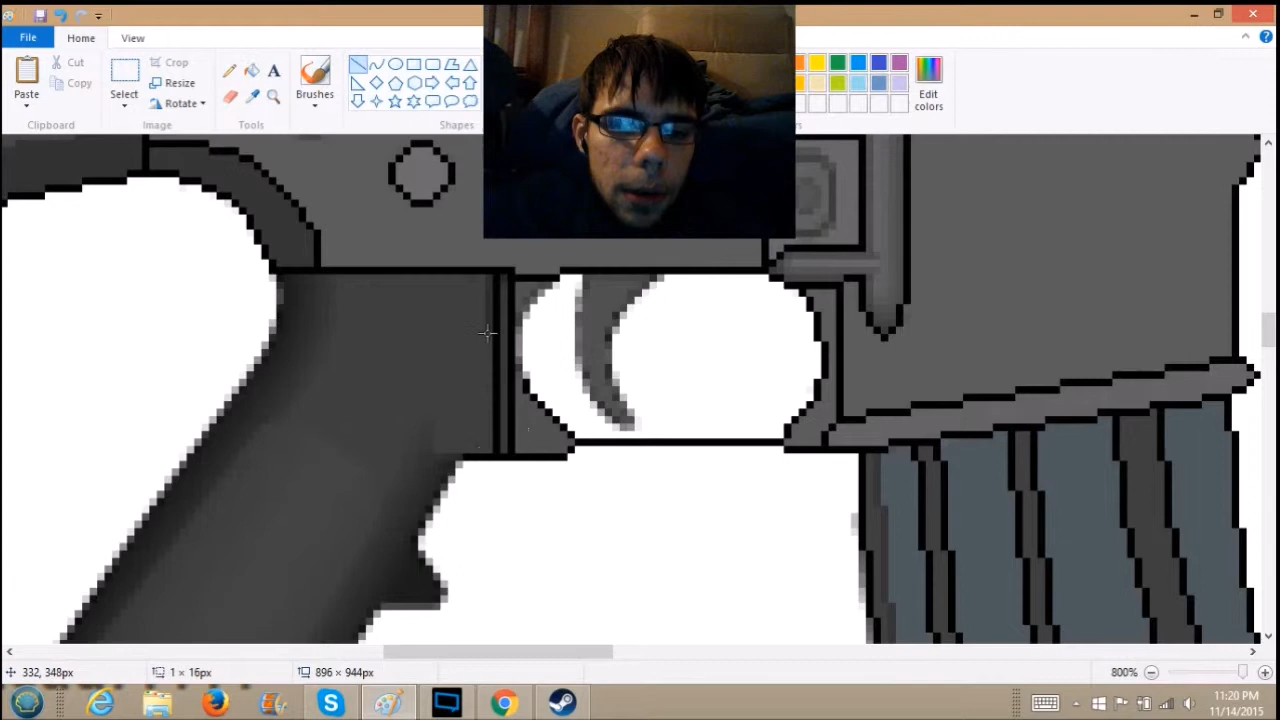 File Home View
Paste
Cut
Copy
Clipboard
Select
Crop
Resize
Rotate
Image
A
Tools
Brushes
Shapes
Edit
colors
332, 348px
1 × 16px
896 × 944px
800%
11:20 PM
11/14/2015